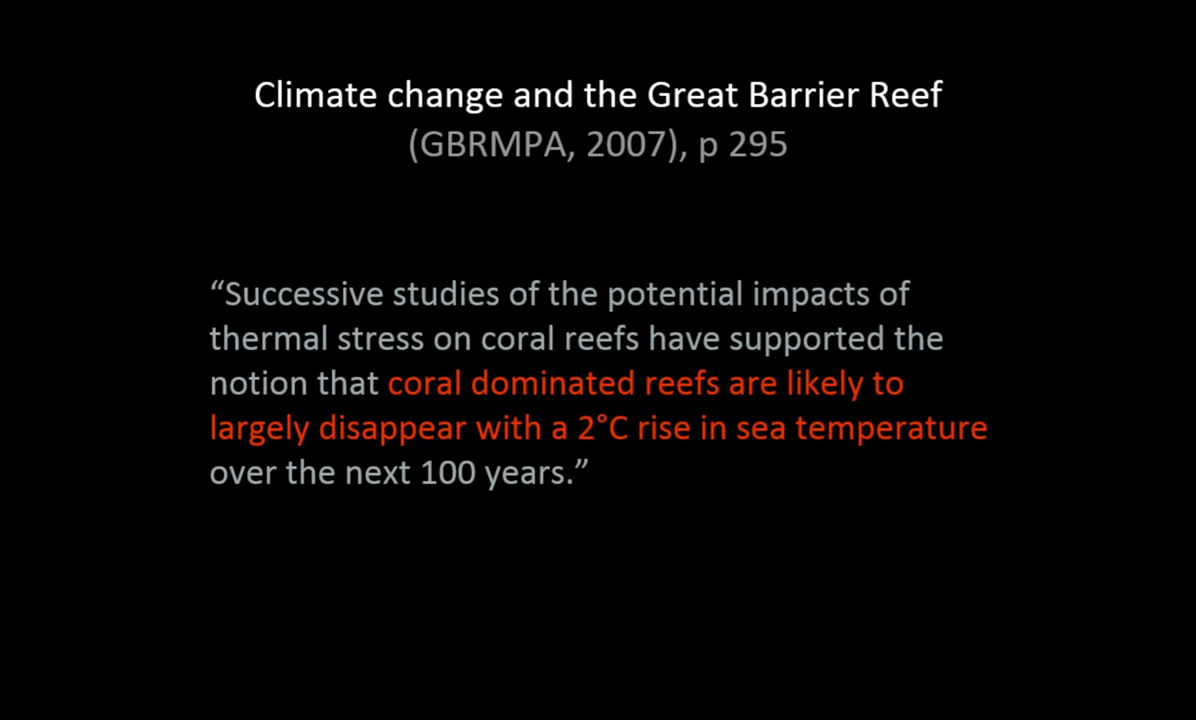 Climate change and the Great Barrier Reef
(GBRMPA, 2007), p 295
“Successive studies of the potential impacts of
thermal stress on coral reefs have supported the
notion that coral dominated reefs are likely to
largely disappear with a 2°C rise in sea temperature
over the next 100 years.”